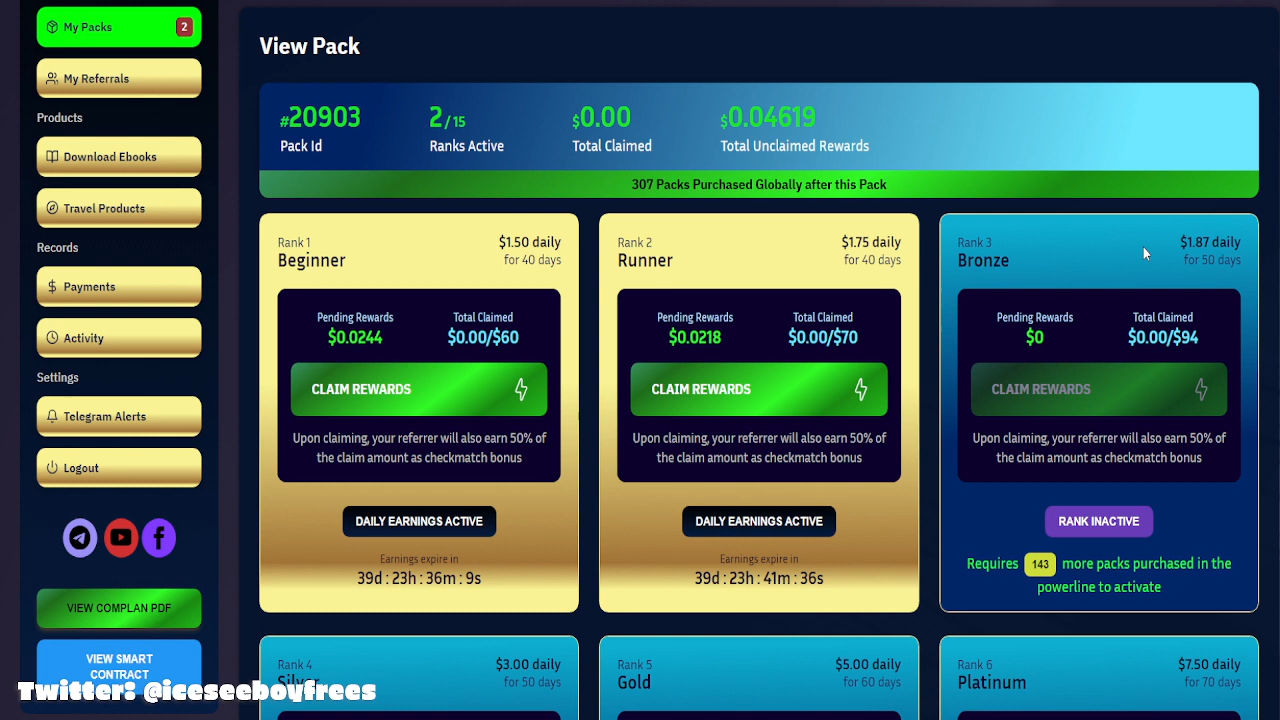 My Packs 2
My Referrals
Products
Download Ebooks
Travel Products
Records
Payments
Activity
Settings
Telegram Alerts
Logout
VIEW COMPLAN PDF
VIEW SMART
CONTRACT
Twitter: @iceseeboyfrees
View Pack
#20903
Pack Id
2 / 15
Ranks Active
$0.00
Total Claimed
$0.04619
Total Unclaimed Rewards
307 Packs Purchased Globally after this Pack
Rank 1 $1.50 daily
Beginner for 40 days
Pending Rewards Total Claimed
$0.0244 $0.00/$60
CLAIM REWARDS
Upon claiming, your referrer will also earn 50% of
the claim amount as checkmatch bonus
DAILY EARNINGS ACTIVE
Earnings expire in
39d : 23h : 36m : 9s
Rank 2 $1.75 daily
Runner for 40 days
Pending Rewards Total Claimed
$0.0218 $0.00/$70
CLAIM REWARDS
Upon claiming, your referrer will also earn 50% of
the claim amount as checkmatch bonus
DAILY EARNINGS ACTIVE
Earnings expire in
39d : 23h : 41m : 36s
Rank 3 $1.87 daily
Bronze for 50 days
Pending Rewards Total Claimed
$0 $0.00/$94
CLAIM REWARDS
Upon claiming, your referrer will also earn 50% of
the claim amount as checkmatch bonus
RANK INACTIVE
Requires 143 more packs purchased in the
powerline to activate
Rank 4 $3.00 daily
Silver for 50 days
Rank 5 $5.00 daily
Gold for 60 days
Rank 6 $7.50 daily
Platinum for 70 days